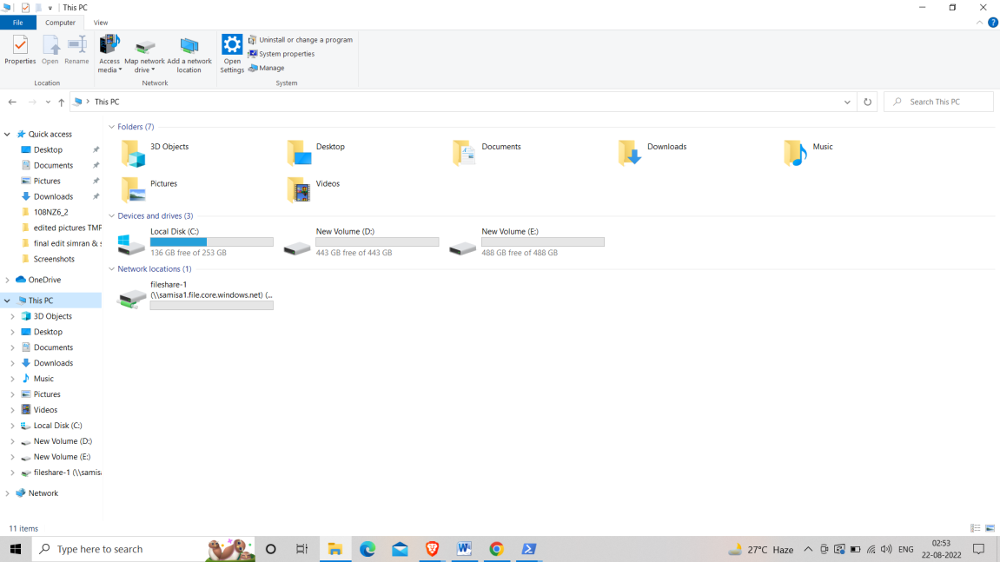 This PC
File Computer View
Properties Open Rename Access media Map network drive Add a network location Open Settings Uninstall or change a program
System properties
Manage
Location Network System
This PC Search This PC
Quick access
Desktop
Documents
Pictures
Downloads
108NZ6_2
edited pictures TMP
final edit simran & s
Screenshots
OneDrive
This PC
3D Objects
Desktop
Documents
Downloads
Music
Pictures
Videos
Local Disk (C:)
New Volume (D:)
New Volume (E:)
fileshare-1 (\\samisa
Network
Folders (7)
3D Objects Desktop Documents Downloads Music
Pictures Videos
Devices and drives (3)
Local Disk (C:) New Volume (D:) New Volume (E:)
136 GB free of 253 GB 443 GB free of 443 GB 488 GB free of 488 GB
Network locations (1)
fileshare-1
(\\samisa1.file.core.windows.net) (...
11 items
Type here to search 27°C Haze ENG 02:53
22-08-2022